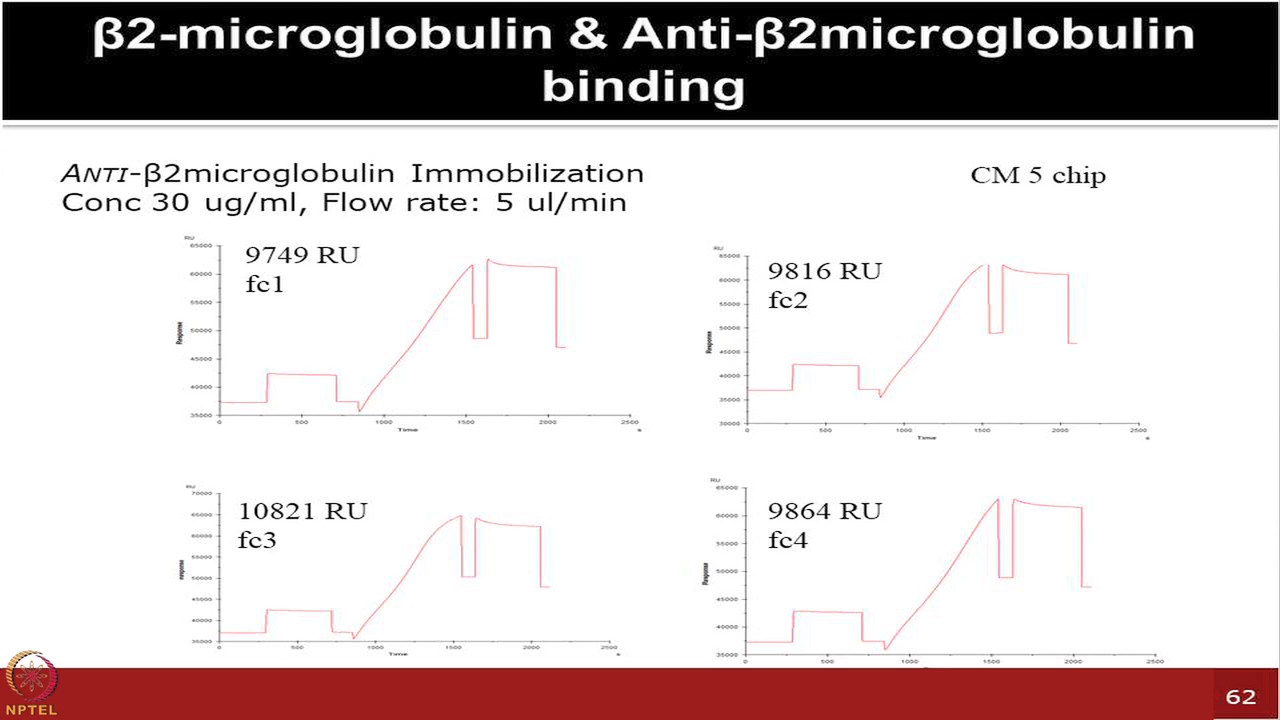 β2-microglobulin & Anti-β2microglobulin
binding
ANTI-β2microglobulin Immobilization
Conc 30 ug/ml, Flow rate: 5 ul/min
CM 5 chip
RU
65000
60000
55000
50000
45000
40000
35000
Response
0
500
1000
1500
2000
2500
Time
s
9749 RU
fc1
RU
65000
60000
55000
50000
45000
40000
35000
30000
Response
0
500
1000
1500
2000
2500
Time
s
9816 RU
fc2
RU
70000
65000
60000
55000
50000
45000
40000
35000
response
0
500
1000
1500
2000
2500
Time
s
10821 RU
fc3
RU
65000
60000
55000
50000
45000
40000
35000
Response
0
500
1000
1500
2000
2500
9864 RU
fc4
NPTEL
62